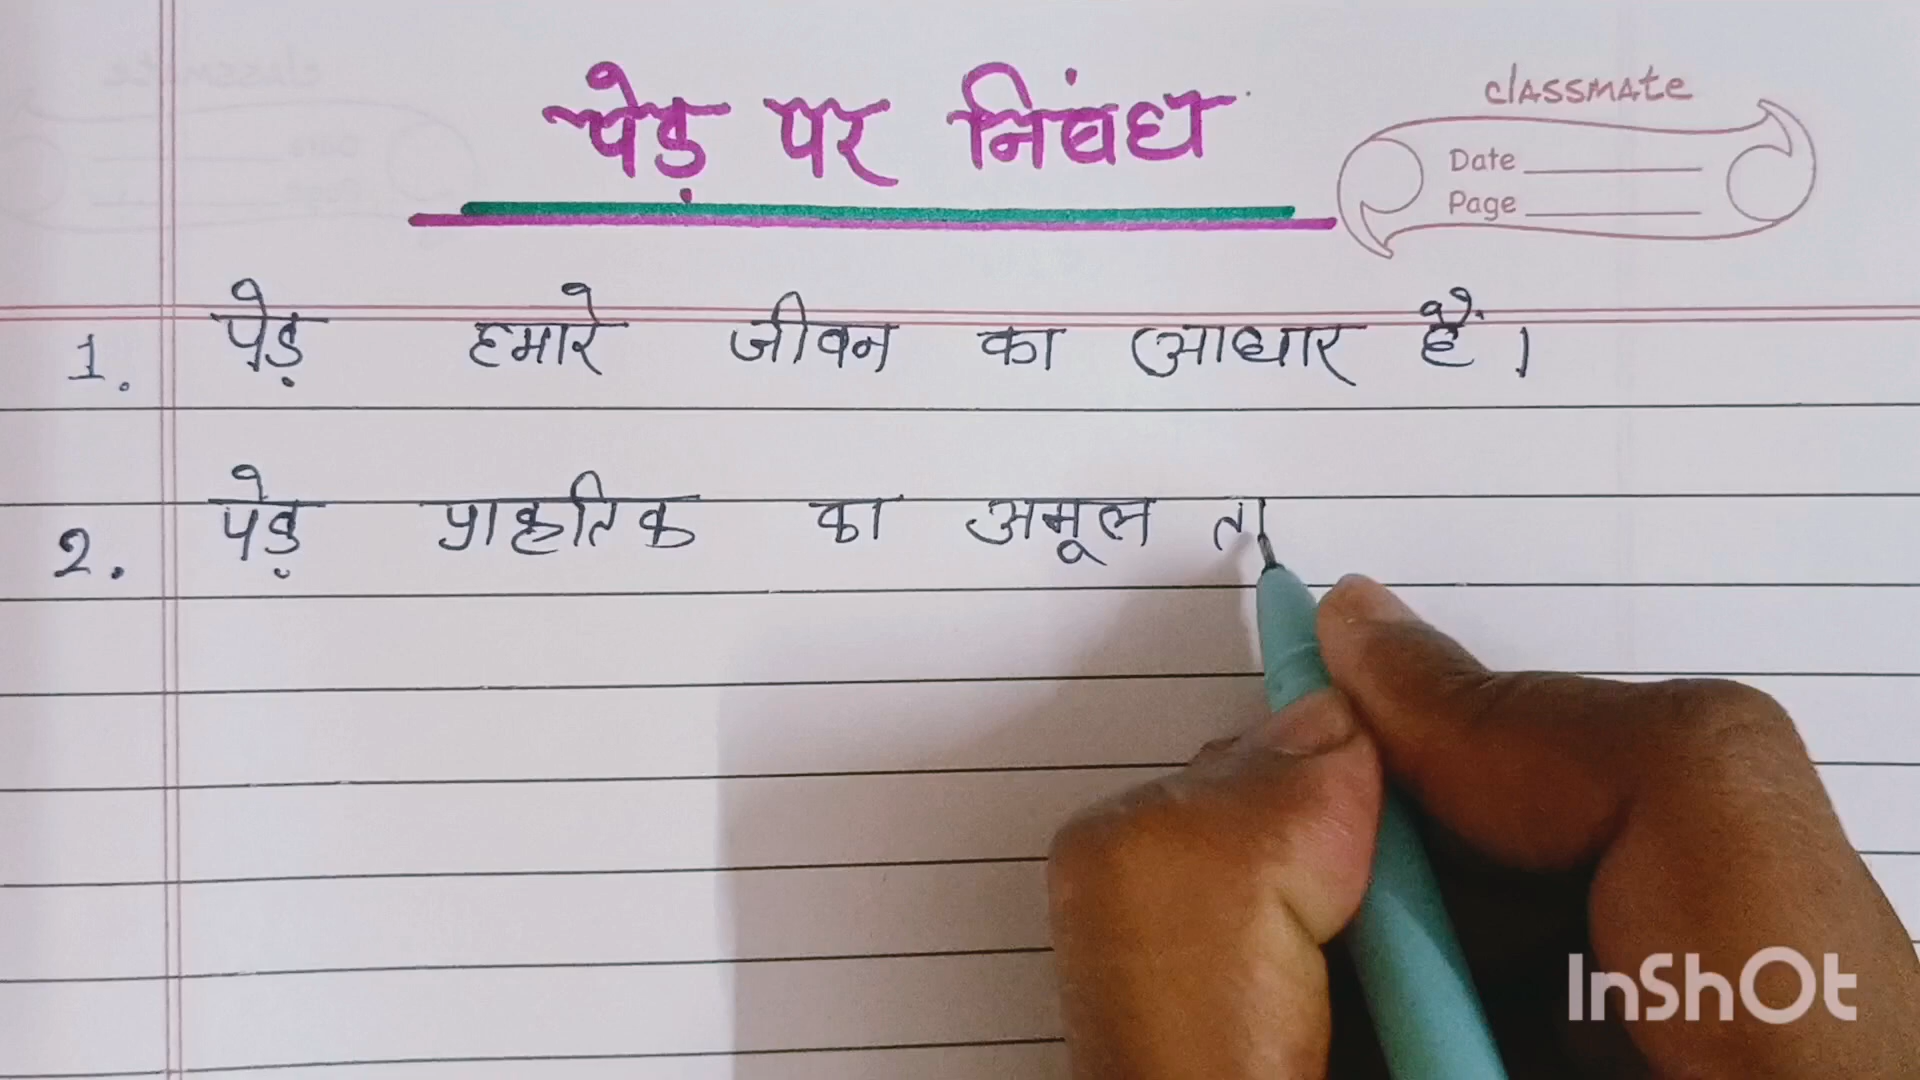 पेड़ पर निबंध
classmate
Date
Page
1. पेड़ हमारे जीवन का आधार हैं।
2. पेड़ प्राकृतिक का अमूल ता
InShOt